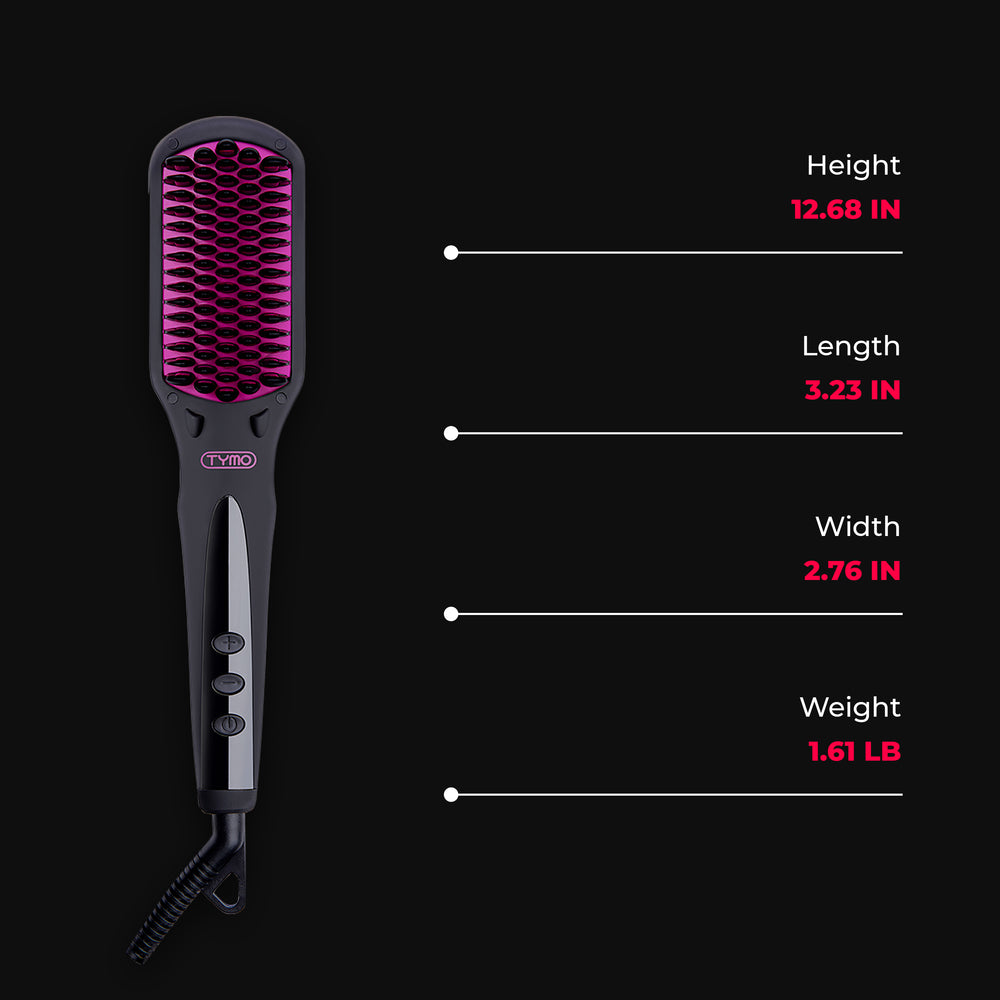 Height
12.68 IN
Length
3.23 IN
TYMO
Width
2.76 IN
Weight
1.61 LB